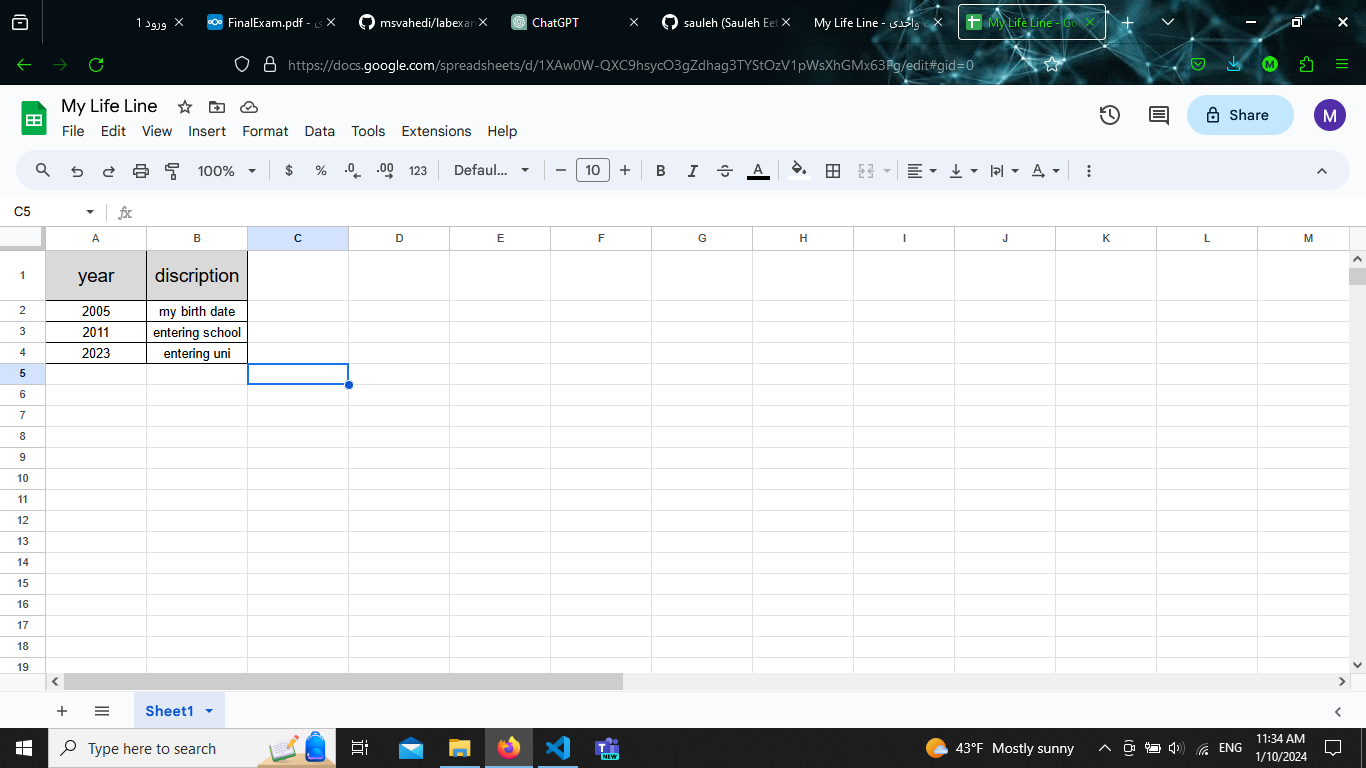 ورود 1
FinalExam.pdf -
msvahedi/labexam
ChatGPT
sauleh (Sauleh Eet
My Life Line - واحدی
My Life Line - Go
https://docs.google.com/spreadsheets/d/1XAw0W-QXC9hsycO3gZdhag3TYStOzV1pWsXhGMx63Fg/edit#gid=0
My Life Line
File Edit View Insert Format Data Tools Extensions Help
Share
M
100% $ % .0 .00 123 Defaul... − 10 + B I A
C5
fx
A B C D E F G H I J K L M
1 year discription
2 2005 my birth date
3 2011 entering school
4 2023 entering uni
5
6
7
8
9
10
11
12
13
14
15
16
17
18
19
Sheet1
Type here to search
NEW
43°F Mostly sunny
ENG
11:34 AM
1/10/2024